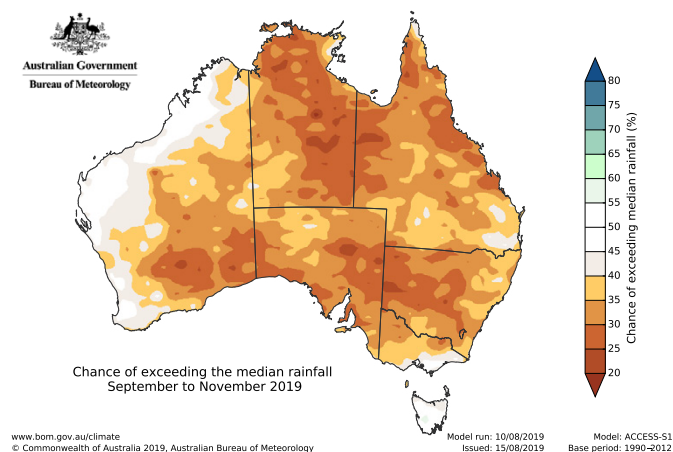 Australian Government
Bureau of Meteorology
80
75
70
65
60
55
50
45
40
35
30
25
20
Chance of exceeding median rainfall (%)
Chance of exceeding the median rainfall
September to November 2019
www.bom.gov.au/climate
© Commonwealth of Australia 2019, Australian Bureau of Meteorology
Model run: 10/08/2019
Issued: 15/08/2019
Model: ACCESS-S1
Base period: 1990–2012